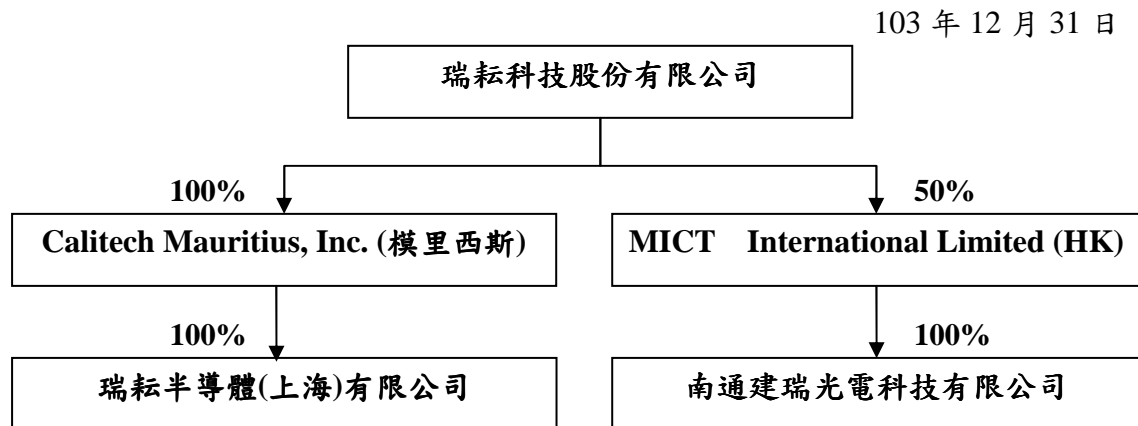 103 年 12 月 31 日
瑞耘科技股份有限公司
100%
50%
Calitech Mauritius, Inc. (模里西斯)
MICT International Limited (HK)
100%
100%
瑞耘半導體(上海)有限公司
南通建瑞光電科技有限公司